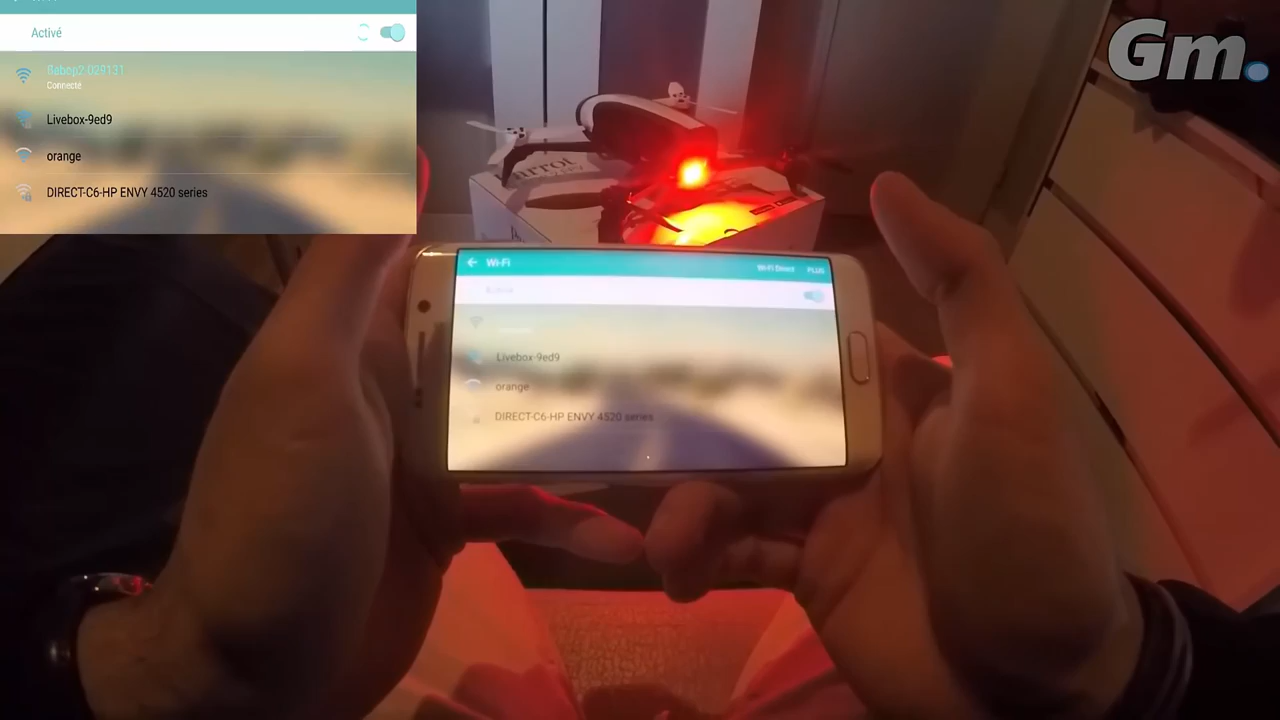 Activé
Bebop2-029131
Connecté
Livebox-9ed9
orange
DIRECT-C6-HP ENVY 4520 series
Gm.
Parrot
Wi-Fi
Wi-Fi Direct
PLUS
Livebox-9ed9
orange
DIRECT-C6-HP ENVY 4520 series